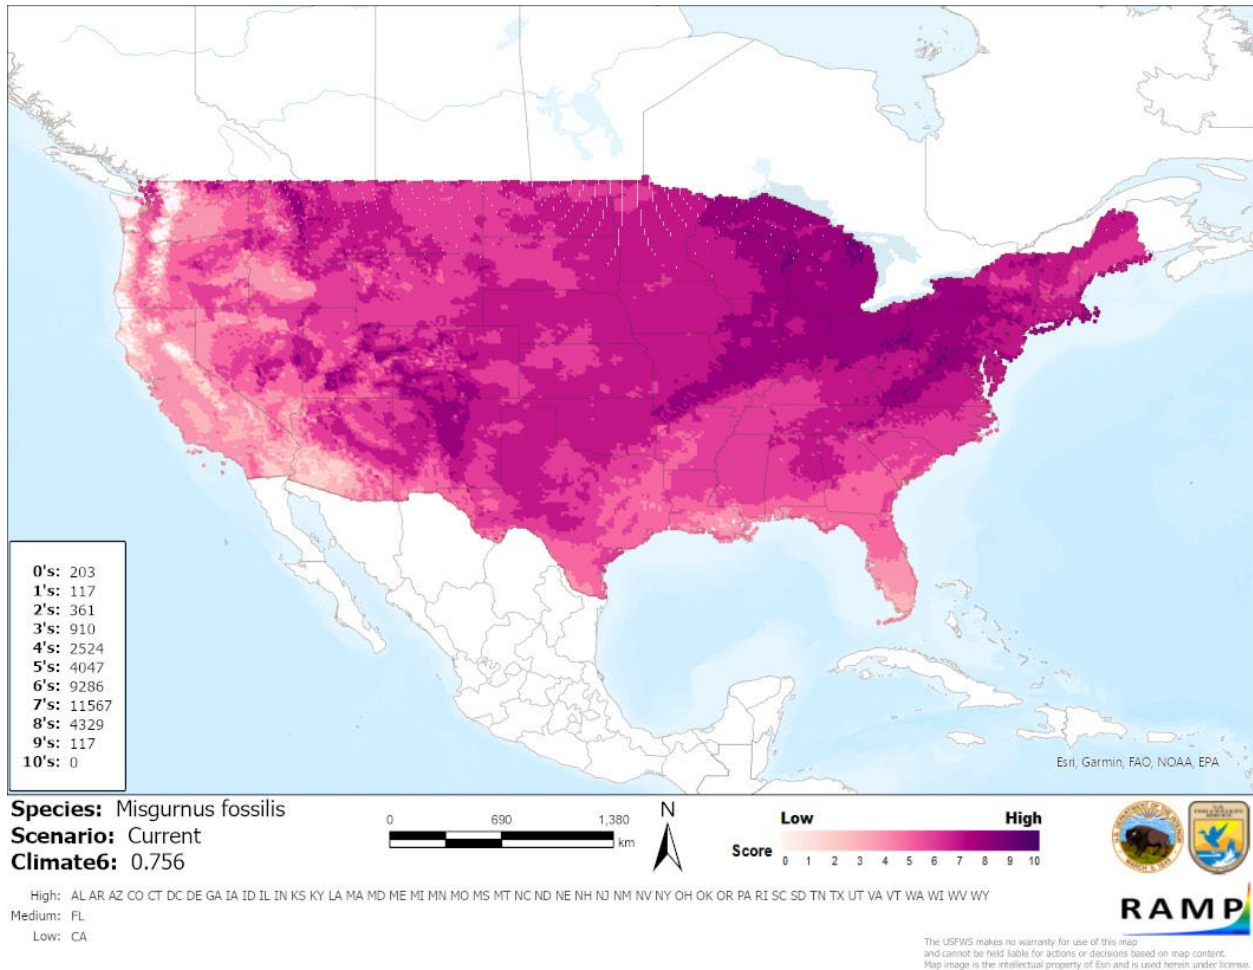 0's: 203
1's: 117
2's: 361
3's: 910
4's: 2524
5's: 4047
6's: 9286
7's: 11567
8's: 4329
9's: 117
10's: 0
Esri, Garmin, FAO, NOAA, EPA
Species: Misgurnus fossilis
Scenario: Current
Climate6: 0.756
0 690 1,380
km
N
Low High
Score 0 1 2 3 4 5 6 7 8 9 10
High: AL AR AZ CO CT DC DE GA IA ID IL IN KS KY LA MA MD ME MI MN MO MS MT NC ND NE NH NJ NM NV NY OH OK OR PA RI SC SD TN TX UT VA VT WA WI WV WY
Medium: FL
Low: CA
RAMP
The USFWS makes no warranty for use of this map
and cannot be held liable for actions or decisions based on map content.
Map image is the intellectual property of Esri and is used herein under license.